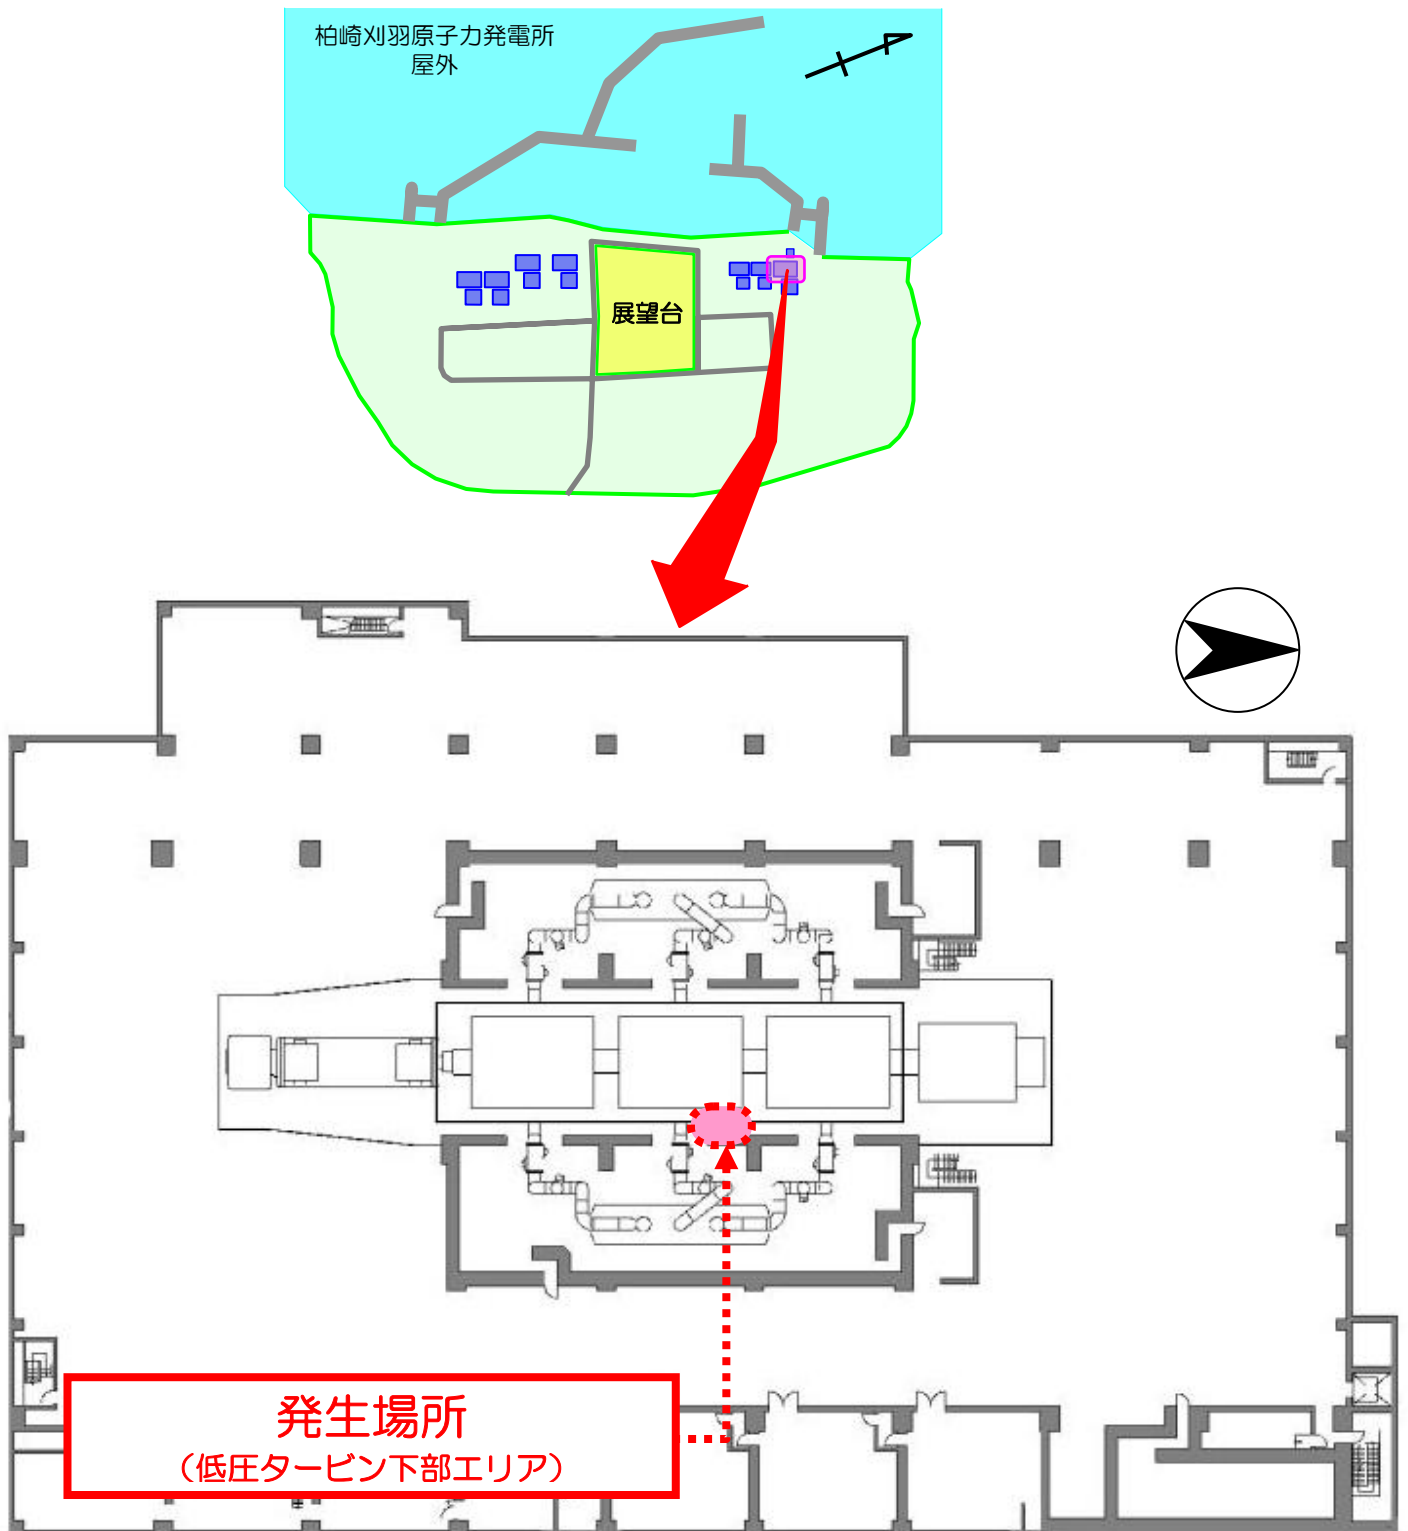 柏崎刈羽原子力発電所
屋外
展望台
発生場所
（低圧タービン下部エリア）